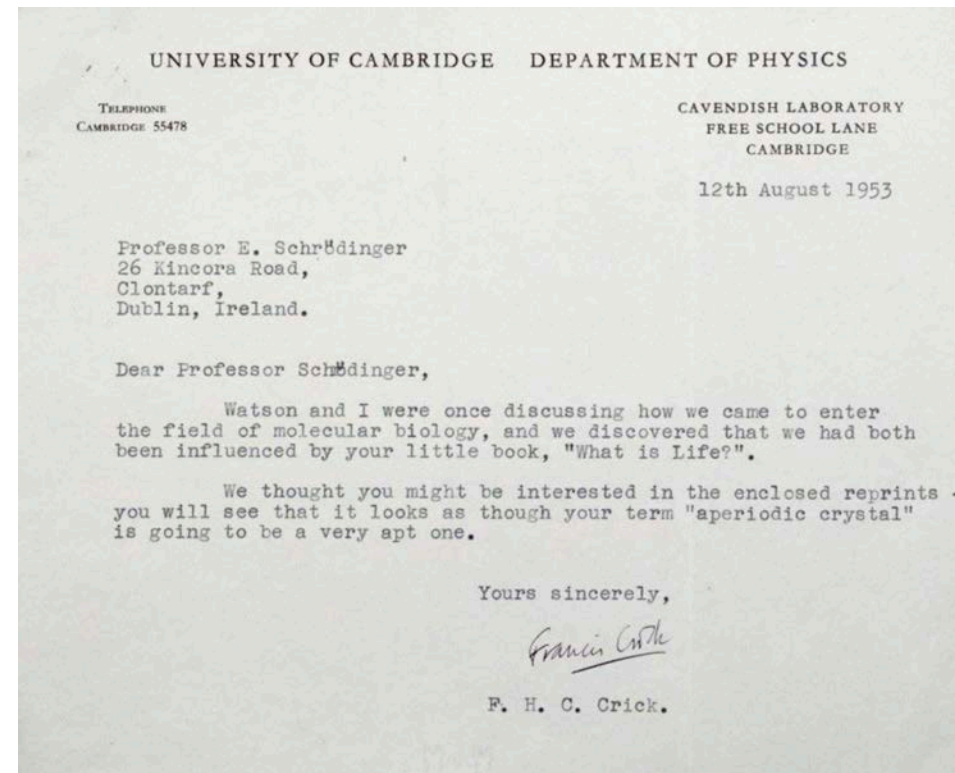 UNIVERSITY OF CAMBRIDGE DEPARTMENT OF PHYSICS
TELEPHONE
CAMBRIDGE 55478
CAVENDISH LABORATORY
FREE SCHOOL LANE
CAMBRIDGE
12th August 1953
Professor E. Schrödinger
26 Kincora Road,
Clontarf,
Dublin, Ireland.
Dear Professor Schödinger,
Watson and I were once discussing how we came to enter
the field of molecular biology, and we discovered that we had both
been influenced by your little book, "What is Life?".
We thought you might be interested in the enclosed reprints -
you will see that it looks as though your term "aperiodic crystal"
is going to be a very apt one.
Yours sincerely,
Francis Crick
F. H. C. Crick.